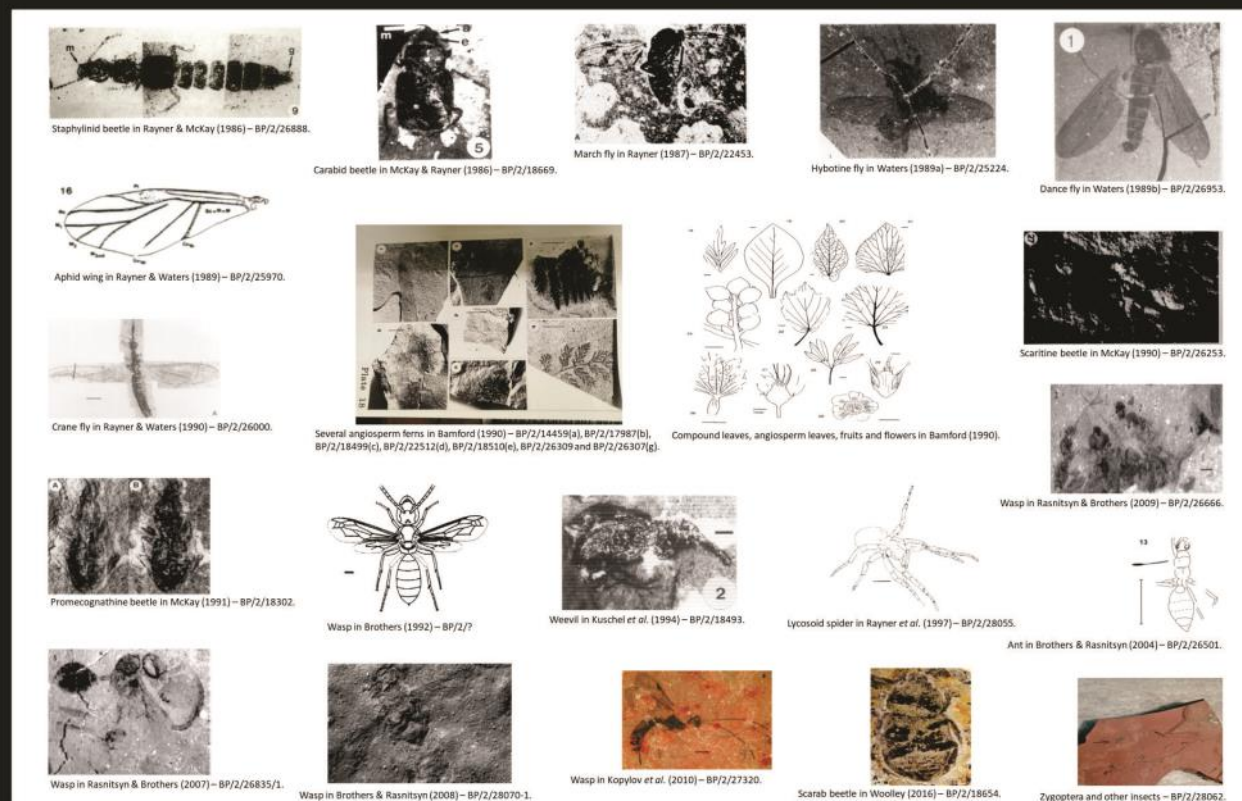 m
g
9
Staphylinid beetle in Rayner & McKay (1986) – BP/2/26888.
m
e
5
Carabid beetle in McKay & Rayner (1986) – BP/2/18669.
A
March fly in Rayner (1987) – BP/2/22453.
Hybotine fly in Waters (1989a) – BP/2/25224.
1
Dance fly in Waters (1989b) – BP/2/26953.
16
Aphid wing in Rayner & Waters (1989) – BP/2/25970.
Plate 18
Several angiosperm ferns in Bamford (1990) – BP/2/14459(a), BP/2/17987(b),
BP/2/18499(c), BP/2/22512(d), BP/2/18510(e), BP/2/26309 and BP/2/26307(g).
Compound leaves, angiosperm leaves, fruits and flowers in Bamford (1990).
Scaritine beetle in McKay (1990) – BP/2/26253.
A
Crane fly in Rayner & Waters (1990) – BP/2/26000.
Wasp in Rasnitsyn & Brothers (2009) – BP/2/26666.
A
B
Promecognathine beetle in McKay (1991) – BP/2/18302.
Wasp in Brothers (1992) – BP/2/?
2
Weevil in Kuschel et al. (1994) – BP/2/18493.
Lycosoid spider in Rayner et al. (1997) – BP/2/28055.
13
Ant in Brothers & Rasnitsyn (2004) – BP/2/26501.
Wasp in Rasnitsyn & Brothers (2007) – BP/2/26835/1.
Wasp in Brothers & Rasnitsyn (2008) – BP/2/28070-1.
Wasp in Kopylov et al. (2010) – BP/2/27320.
Scarab beetle in Woolley (2016) – BP/2/18654.
Zygoptera and other insects – BP/2/28062.